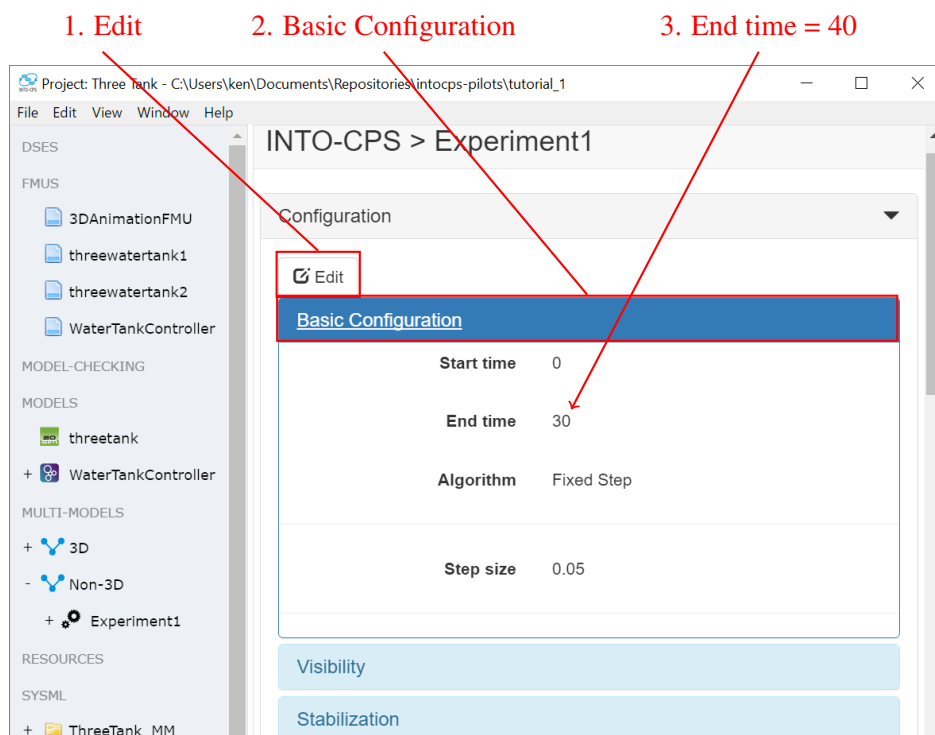 1. Edit 2. Basic Configuration 3. End time = 40
Project: Three Tank - C:\Users\ken\Documents\Repositories\intocps-pilots\tutorial_1
File Edit View Window Help
INTO-CPS > Experiment1
DSES
FMUS
3DAnimationFMU
threewatertank1
threewatertank2
WaterTankController
MODEL-CHECKING
MODELS
threetank
+ WaterTankController
MULTI-MODELS
+ 3D
- Non-3D
+ Experiment1
RESOURCES
SYSML
+ ThreeTank_MM
Configuration
Edit
Basic Configuration
Start time 0
End time 30
Algorithm Fixed Step
Step size 0.05
Visibility
Stabilization